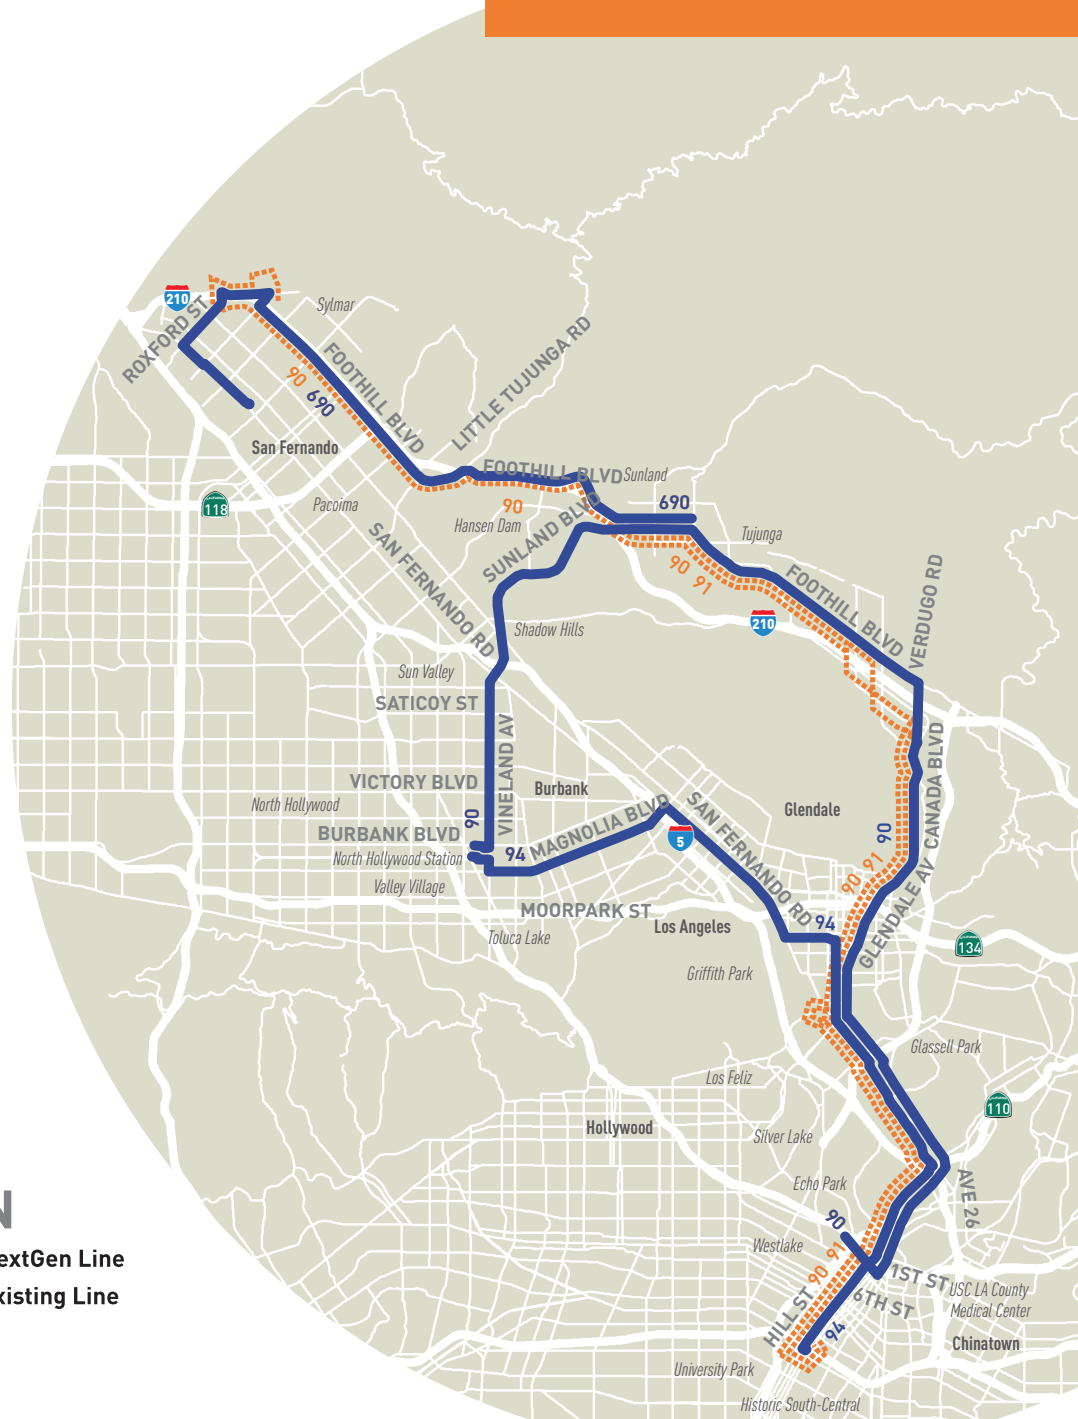 210
ROXFORD ST
Sylmar
90
690
FOOTHILL BLVD
LITTLE TUJUNGA RD
San Fernando
118
Pacoima
FOOTHILL BLVD
Sunland
90
690
Hansen Dam
SUNLAND BLVD
SAN FERNANDO RD
Tujunga
90
91
FOOTHILL BLVD
VERDUGO RD
210
Shadow Hills
Sun Valley
SATICOY ST
VINELAND AV
CANADA BLVD
VICTORY BLVD
Burbank
North Hollywood
90
Glendale
BURBANK BLVD
MAGNOLIA BLVD
SAN FERNANDO RD
5
90
North Hollywood Station
94
90
91
Valley Village
GLENDALE AV
MOORPARK ST
Los Angeles
94
Toluca Lake
134
Griffith Park
Glassell Park
Los Feliz
110
Hollywood
Silver Lake
Echo Park
AVE 26
N
90
Westlake
90
91
extGen Line
1ST ST
USC LA County
Medical Center
xisting Line
6TH ST
HILL ST
94
Chinatown
University Park
Historic South-Central